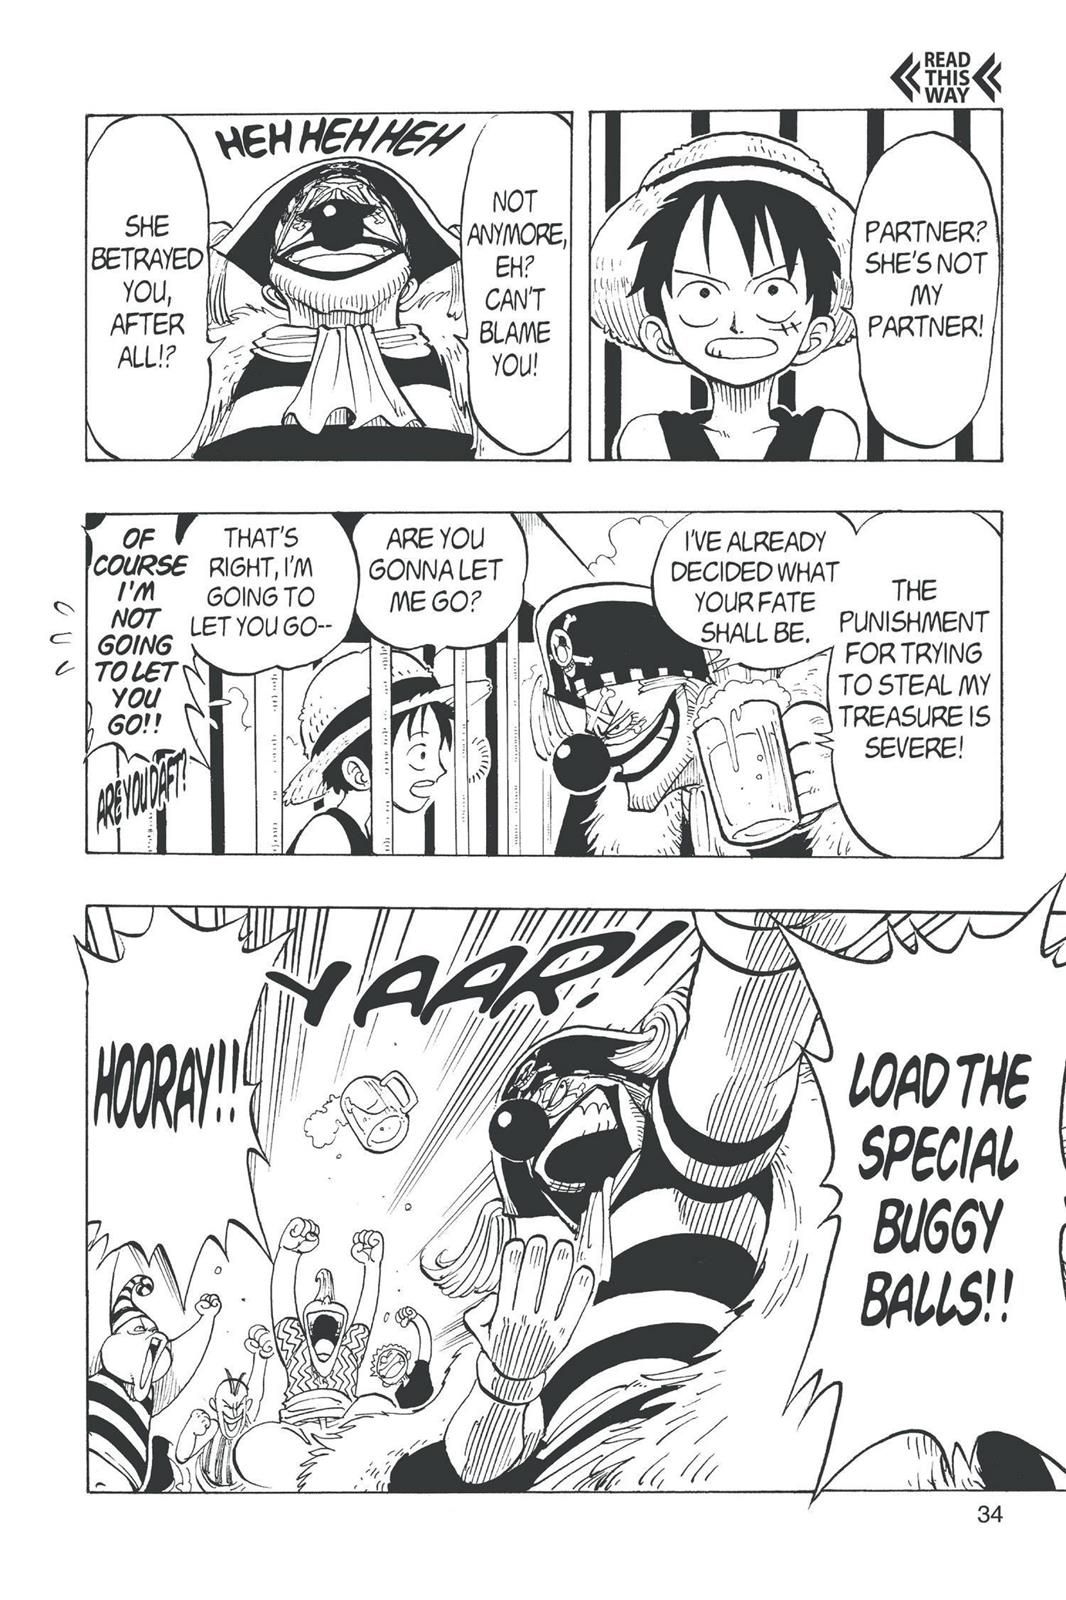 READ
THIS
WAY
PARTNER?
SHE'S NOT
MY
PARTNER!
HEH HEH HEH
NOT
ANYMORE,
EH?
CAN'T
BLAME
YOU!
SHE
BETRAYED
YOU,
AFTER
ALL!?
THE
PUNISHMENT
FOR TRYING
TO STEAL MY
TREASURE IS
SEVERE!
I'VE ALREADY
DECIDED WHAT
YOUR FATE
SHALL BE.
ARE YOU
GONNA LET
ME GO?
THAT'S
RIGHT, I'M
GOING TO
LET YOU GO--
OF
COURSE
I'M
NOT
GOING
TO LET
YOU
GO!!
ARE YOU DAFT?
LOAD THE
SPECIAL
BUGGY
BALLS!!
YAAR!
HOORAY!!
34